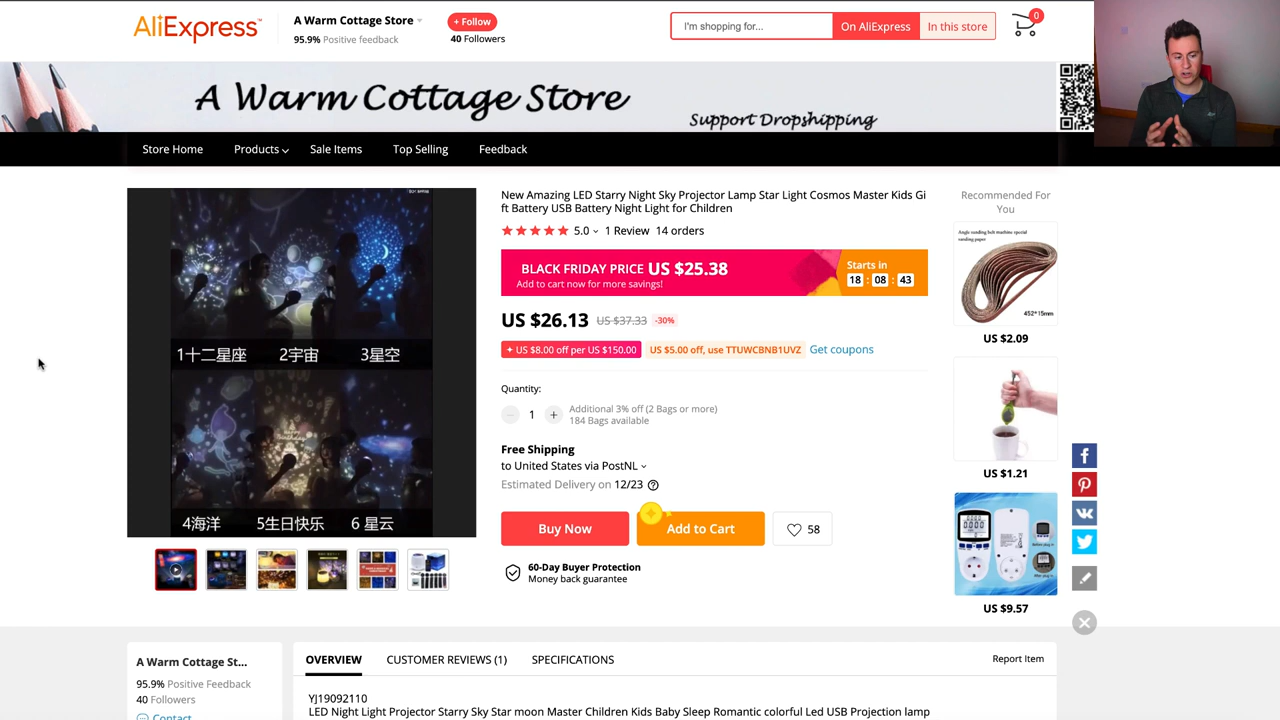 AliExpress™
A Warm Cottage Store
+ Follow
95.9% Positive feedback
40 Followers
I'm shopping for...
On AliExpress
In this store
0
A Warm Cottage Store
Support Dropshipping
Store Home
Products
Sale Items
Top Selling
Feedback
1十二星座 2宇宙 3星空
4海洋 5生日快乐 6 星云
New Amazing LED Starry Night Sky Projector Lamp Star Light Cosmos Master Kids Gi
ft Battery USB Battery Night Light for Children
5.0 1 Review 14 orders
BLACK FRIDAY PRICE US $25.38
Add to cart now for more savings!
Starts in
18 : 08 : 43
US $26.13 US $37.33 -30%
+ US $8.00 off per US $150.00 US $5.00 off, use TTUWCBNB1UVZ Get coupons
Quantity:
1
Additional 3% off (2 Bags or more)
184 Bags available
Free Shipping
to United States via PostNL
Estimated Delivery on 12/23
Buy Now
Add to Cart
58
60-Day Buyer Protection
Money back guarantee
Recommended For
You
Angle sanding belt machine special
sanding paper
452*15mm
US $2.09
US $1.21
US $9.57
A Warm Cottage St...
95.9% Positive Feedback
40 Followers
Contact
OVERVIEW
CUSTOMER REVIEWS (1)
SPECIFICATIONS
Report Item
YJ19092110
LED Night Light Projector Starry Sky Star moon Master Children Kids Baby Sleep Romantic colorful Led USB Projection lamp